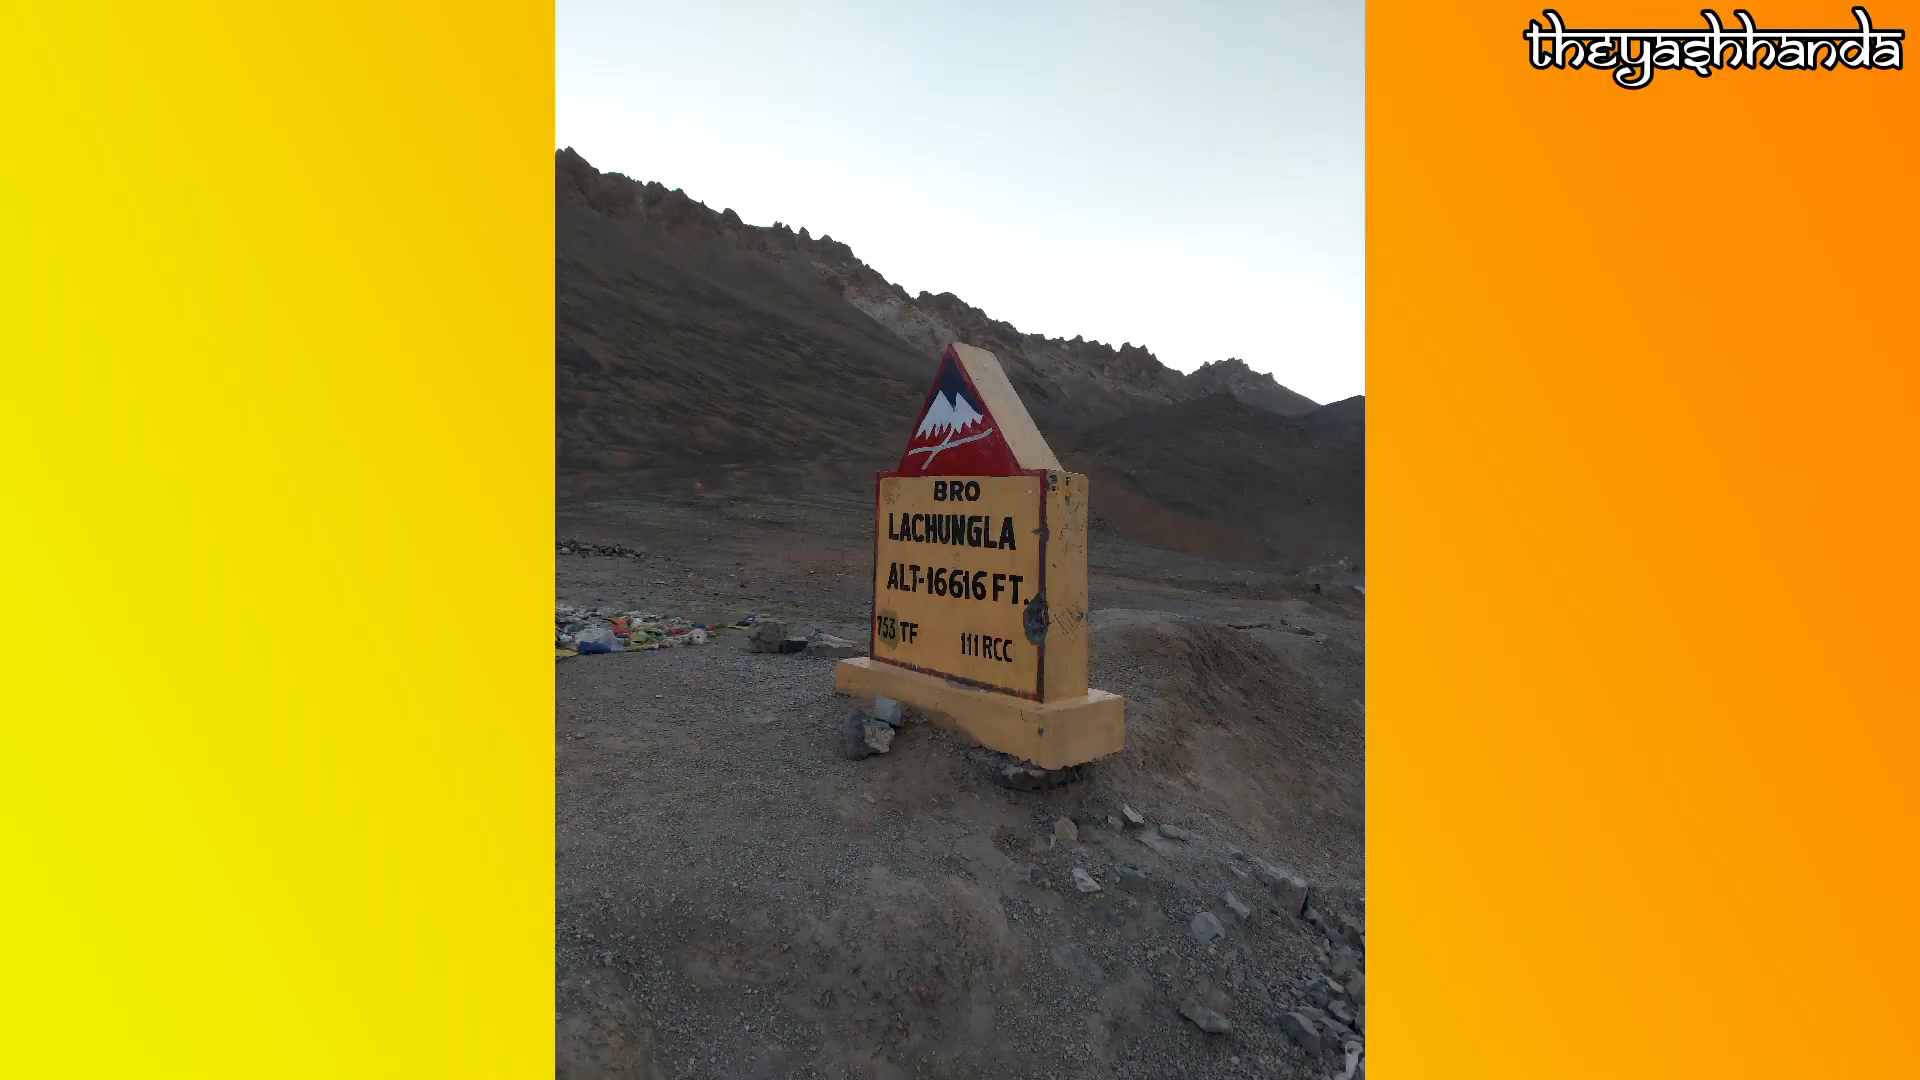 theyashhanda
BRO
LACHUNGLA
ALT-16616 FT.
753 TF 111 RCC